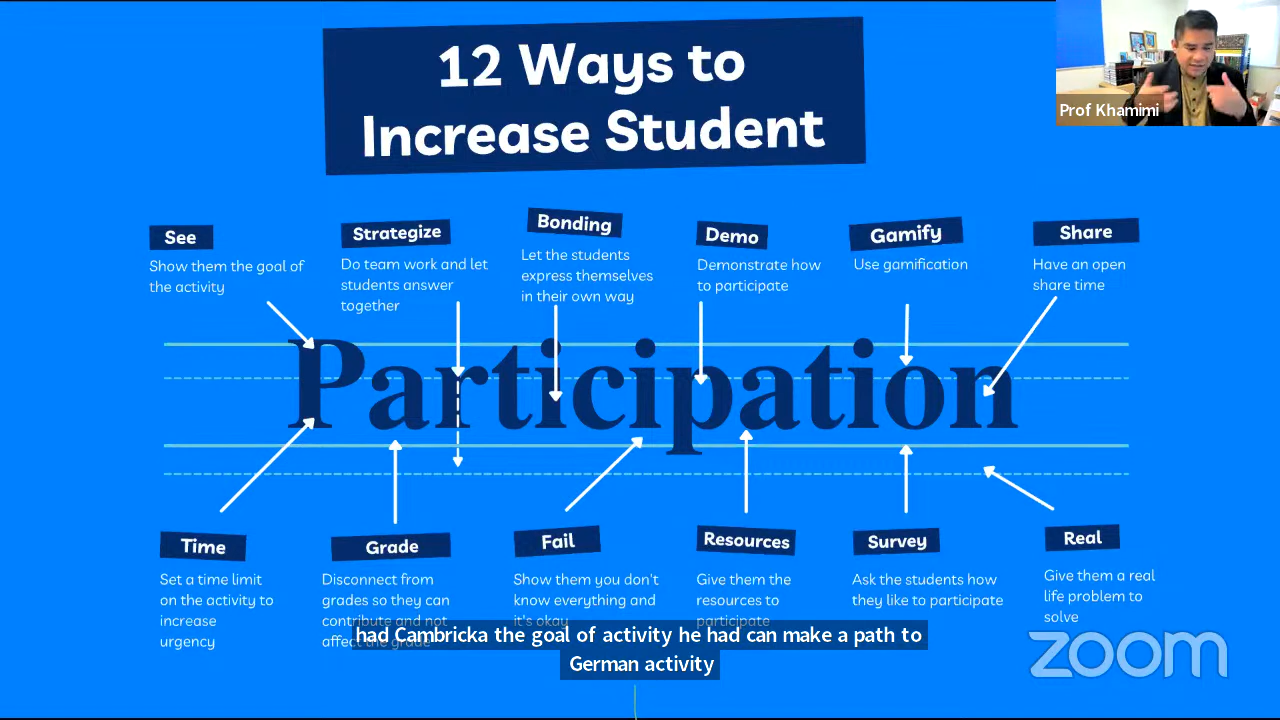 12 Ways to
Increase Student
Prof Khamimi
See
Show them the goal of
the activity
Strategize
Do team work and let
students answer
together
Bonding
Let the students
express themselves
in their own way
Demo
Demonstrate how
to participate
Gamify
Use gamification
Share
Have an open
share time
Participation
Time
Set a time limit
on the activity to
increase
urgency
Grade
Disconnect from
grades so they can
contribute and not
affect the grade
Fail
Show them you don't
know everything and
it's okay
Resources
Give them the
resources to
participate
Survey
Ask the students how
they like to participate
Real
Give them a real
life problem to
solve
had Cambricka the goal of activity he had can make a path to
German activity
zoom